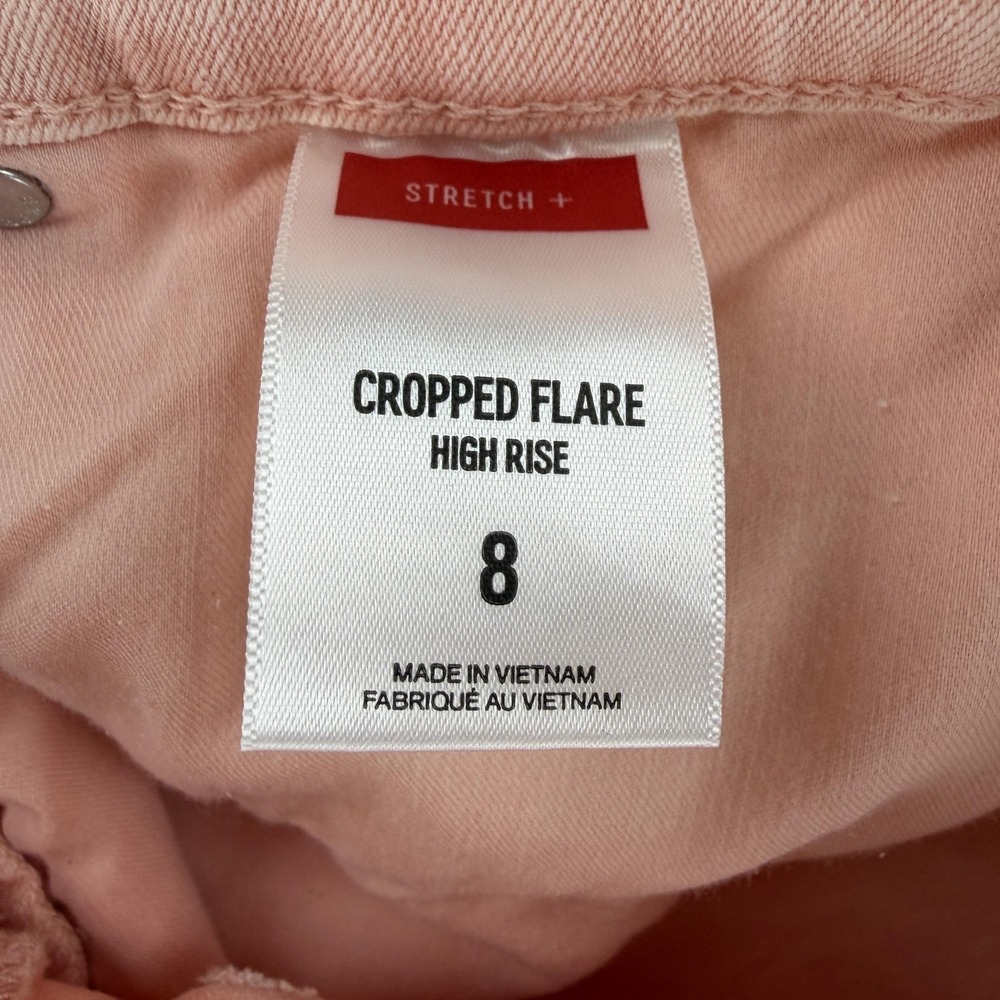 STRETCH +
CROPPED FLARE
HIGH RISE
8
MADE IN VIETNAM
FABRIQUÉ AU VIETNAM